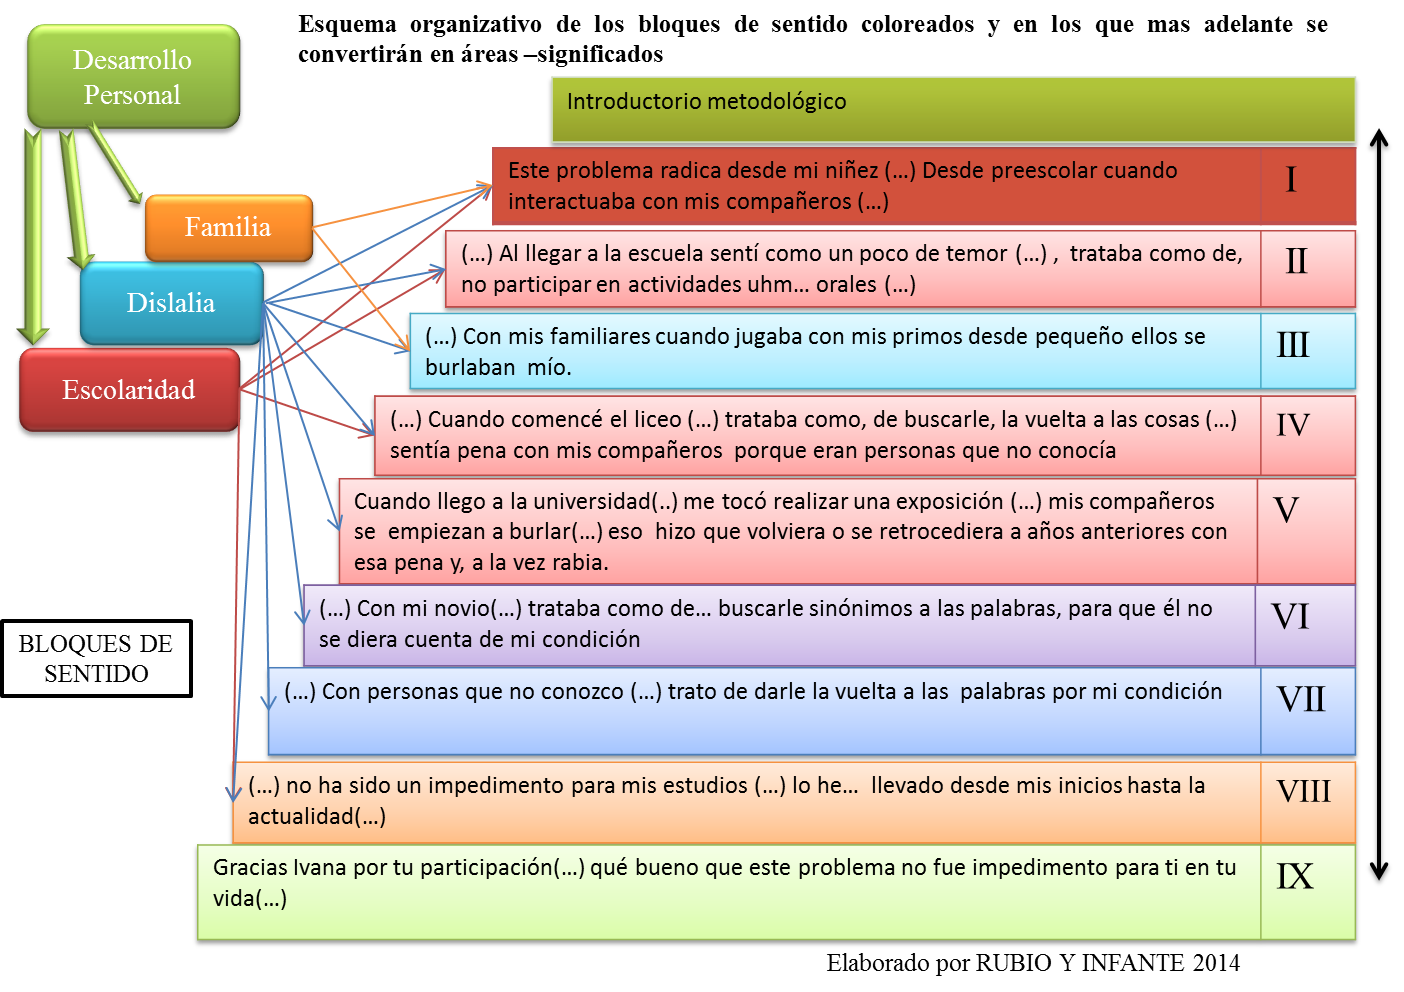 Esquema organizativo de los bloques de sentido coloreados y en los que mas adelante se
convertirán en áreas –significados
Desarrollo
Personal
Familia
Dislalia
Escolaridad
BLOQUES DE
SENTIDO
Introductorio metodológico
Este problema radica desde mi niñez (…) Desde preescolar cuando
interactuaba con mis compañeros (…)
I
(…) Al llegar a la escuela sentí como un poco de temor (…) , trataba como de,
no participar en actividades uhm… orales (…)
II
(…) Con mis familiares cuando jugaba con mis primos desde pequeño ellos se
burlaban mío.
III
(…) Cuando comencé el liceo (…) trataba como, de buscarle, la vuelta a las cosas (…)
sentía pena con mis compañeros porque eran personas que no conocía
IV
Cuando llego a la universidad(..) me tocó realizar una exposición (…) mis compañeros
se empiezan a burlar(…) eso hizo que volviera o se retrocediera a años anteriores con
esa pena y, a la vez rabia.
V
(…) Con mi novio(…) trataba como de… buscarle sinónimos a las palabras, para que él no
se diera cuenta de mi condición
VI
(…) Con personas que no conozco (…) trato de darle la vuelta a las palabras por mi condición
VII
(…) no ha sido un impedimento para mis estudios (…) lo he… llevado desde mis inicios hasta la
actualidad(…)
VIII
Gracias Ivana por tu participación(…) qué bueno que este problema no fue impedimento para ti en tu
vida(…)
IX
Elaborado por RUBIO Y INFANTE 2014